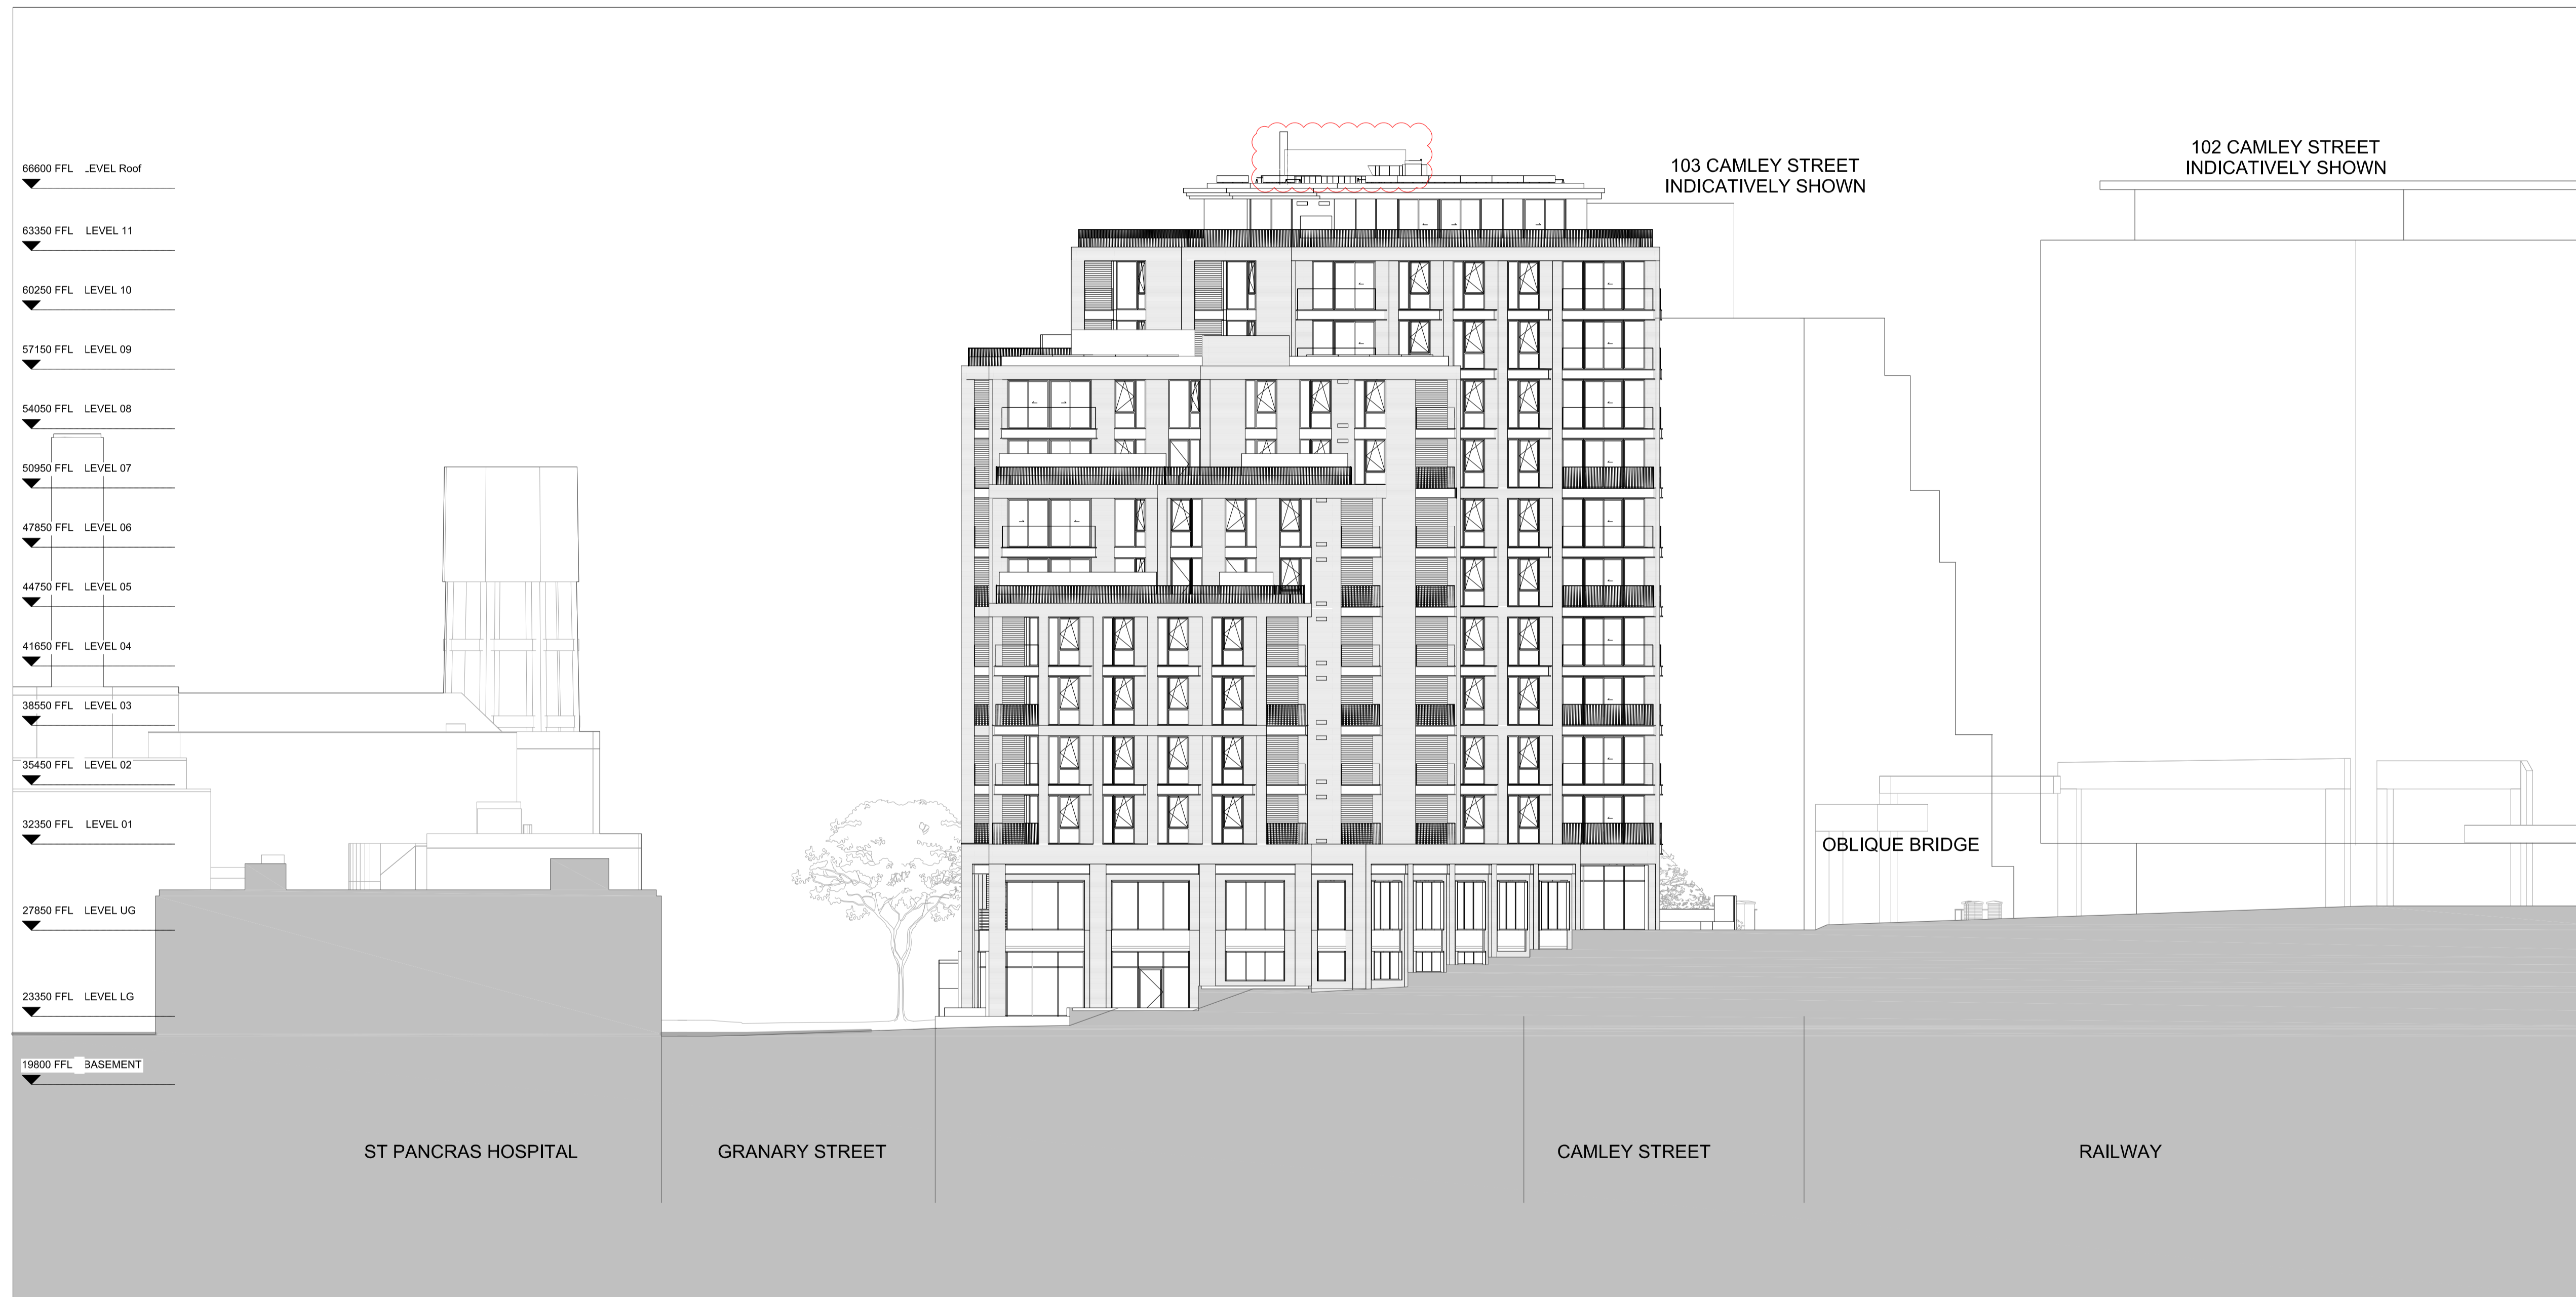 66600 FFL LEVEL Roof
63350 FFL LEVEL 11
60250 FFL LEVEL 10
57150 FFL LEVEL 09
54050 FFL LEVEL 08
50950 FFL LEVEL 07
47850 FFL LEVEL 06
44750 FFL LEVEL 05
41650 FFL LEVEL 04
38550 FFL LEVEL 03
35450 FFL LEVEL 02
32350 FFL LEVEL 01
27850 FFL LEVEL UG
23350 FFL LEVEL LG
19800 FFL BASEMENT
103 CAMLEY STREET
INDICATIVELY SHOWN
102 CAMLEY STREET
INDICATIVELY SHOWN
OBLIQUE BRIDGE
ST PANCRAS HOSPITAL
GRANARY STREET
CAMLEY STREET
RAILWAY